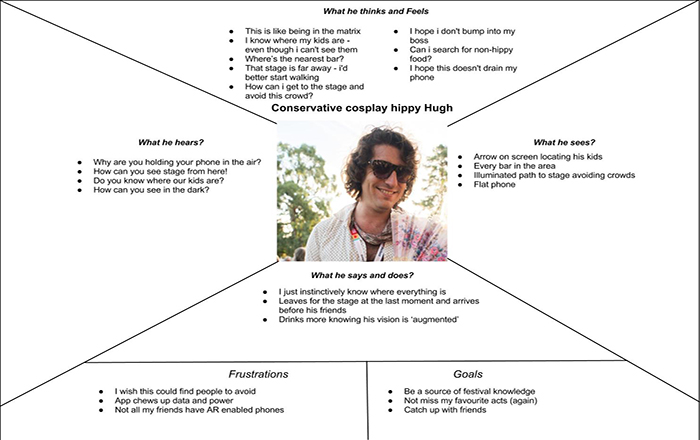 What he thinks and Feels
This is like being in the matrix
I know where my kids are -
even though i can't see them
Where's the nearest bar?
That stage is far away - i'd
better start walking
How can i get to the stage and
avoid this crowd?
I hope i don't bump into my
boss
Can i search for non-hippy
food?
I hope this doesn't drain my
phone
Conservative cosplay hippy Hugh
What he hears?
Why are you holding your phone in the air?
How can you see stage from here!
Do you know where our kids are?
How can you see in the dark?
What he sees?
Arrow on screen locating his kids
Every bar in the area
Illuminated path to stage avoiding crowds
Flat phone
What he says and does?
I just instinctively know where everything is
Leaves for the stage at the last moment and arrives
before his friends
Drinks more knowing his vision is 'augmented'
Frustrations
I wish this could find people to avoid
App chews up data and power
Not all my friends have AR enabled phones
Goals
Be a source of festival knowledge
Not miss my favourite acts (again)
Catch up with friends